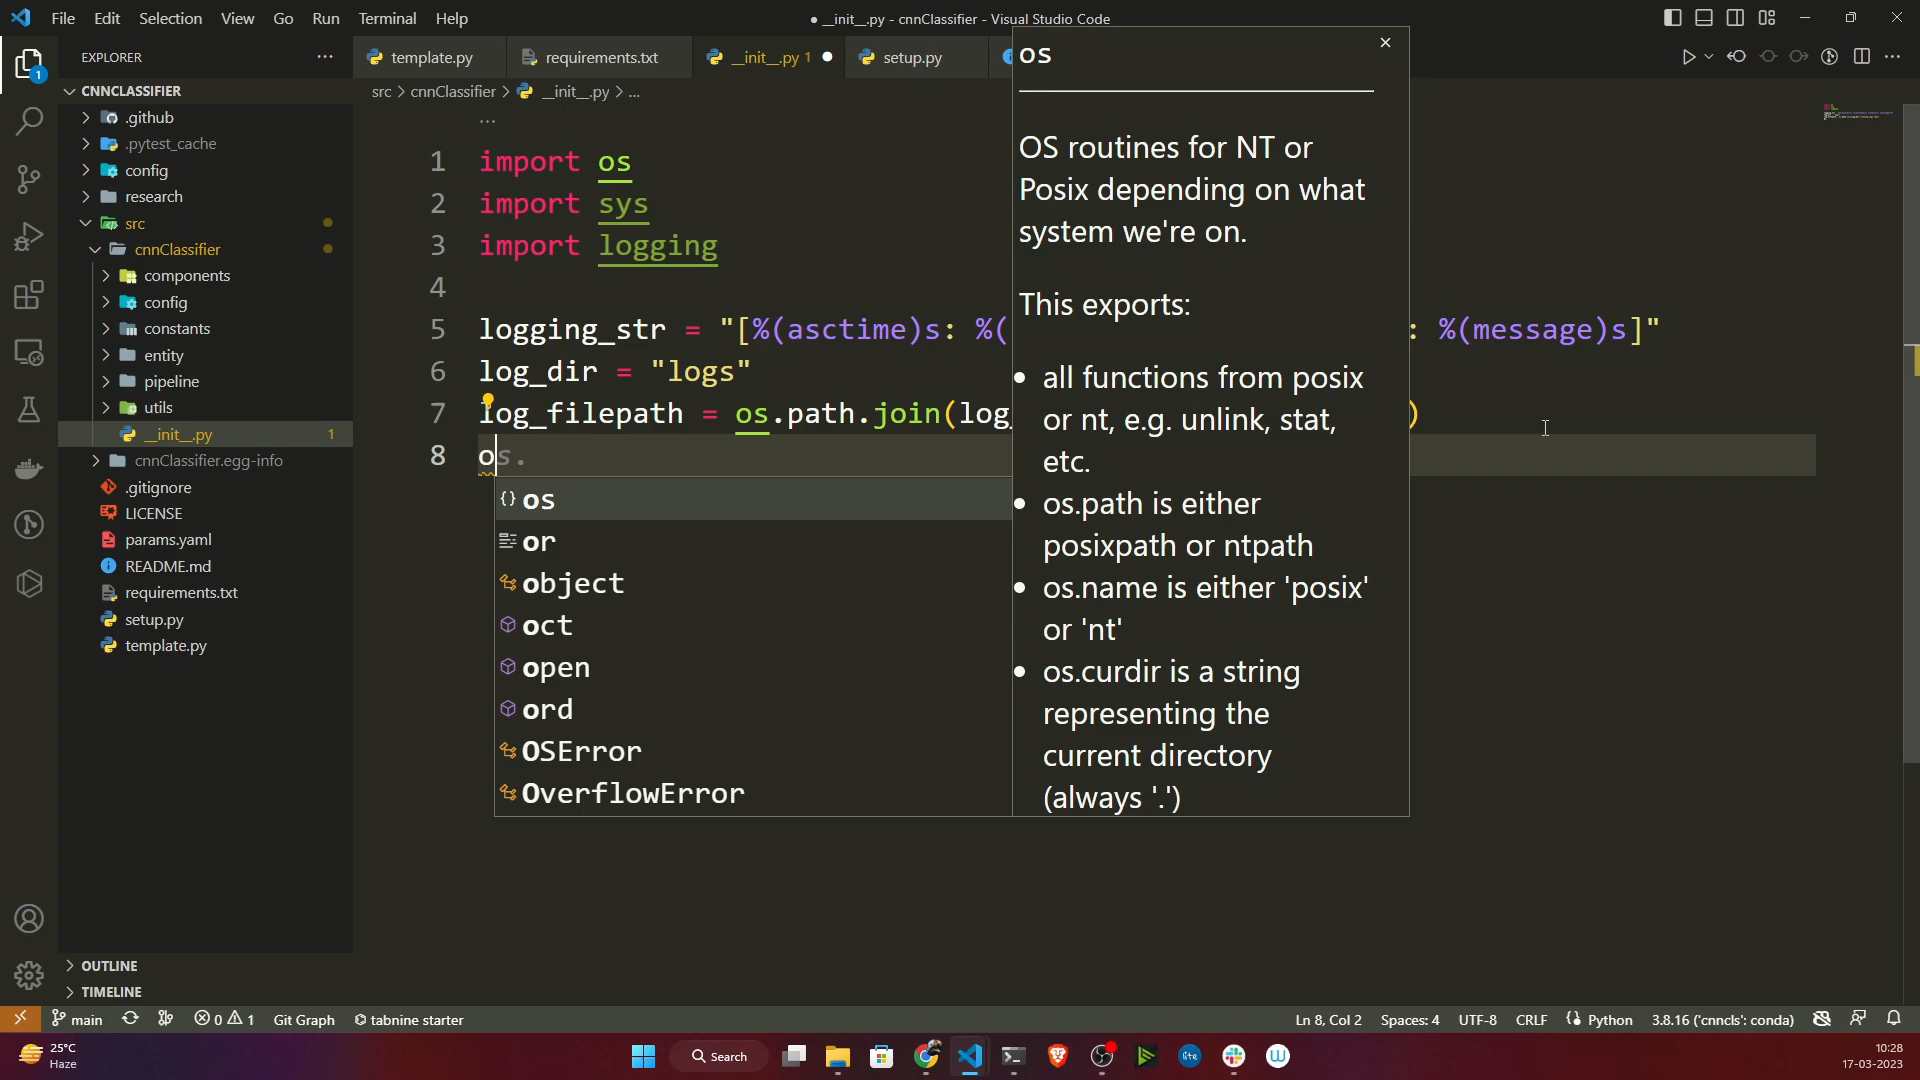 File Edit Selection View Go Run Terminal Help
● __init__.py - cnnClassifier - Visual Studio Code
EXPLORER
template.py
requirements.txt
__init__.py 1
setup.py
CNNCLASSIFIER
.github
.pytest_cache
config
research
src
cnnClassifier
components
config
constants
entity
pipeline
utils
__init__.py 1
cnnClassifier.egg-info
.gitignore
LICENSE
params.yaml
README.md
requirements.txt
setup.py
template.py
OUTLINE
TIMELINE
1
src > cnnClassifier > __init__.py > ...
...
1 import os
2 import sys
3 import logging
4
5 logging_str = "[%(asctime)s: %( : %(message)s]"
6 log_dir = "logs"
7 log_filepath = os.path.join(log_ )
8 os.
os
or
object
oct
open
ord
OSError
OverflowError
os
OS routines for NT or
Posix depending on what
system we're on.
This exports:
all functions from posix
or nt, e.g. unlink, stat,
etc.
os.path is either
posixpath or ntpath
os.name is either 'posix'
or 'nt'
os.curdir is a string
representing the
current directory
(always '.')
main 0 1 Git Graph tabnine starter
Ln 8, Col 2 Spaces: 4 UTF-8 CRLF Python 3.8.16 ('cnncls': conda)
25°C
Haze
Search
lite
10:28
17-03-2023